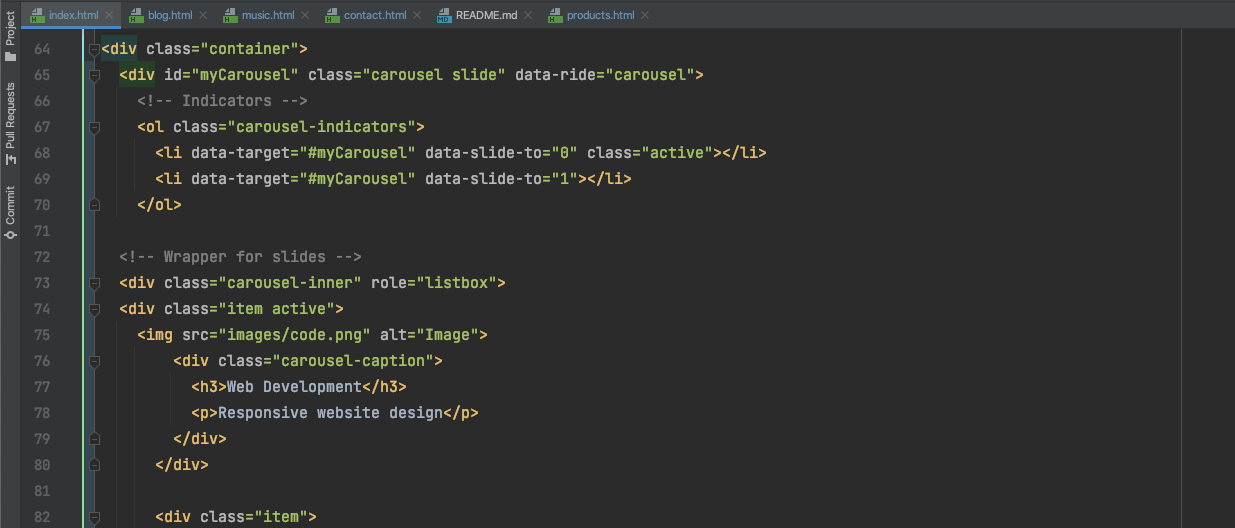 index.html blog.html music.html contact.html README.md products.html
Project
Pull Requests
Commit
64 <div class="container">
65 <div id="myCarousel" class="carousel slide" data-ride="carousel">
66 <!-- Indicators -->
67 <ol class="carousel-indicators">
68 <li data-target="#myCarousel" data-slide-to="0" class="active"></li>
69 <li data-target="#myCarousel" data-slide-to="1"></li>
70 </ol>
71
72 <!-- Wrapper for slides -->
73 <div class="carousel-inner" role="listbox">
74 <div class="item active">
75 <img src="images/code.png" alt="Image">
76 <div class="carousel-caption">
77 <h3>Web Development</h3>
78 <p>Responsive website design</p>
79 </div>
80 </div>
81
82 <div class="item">